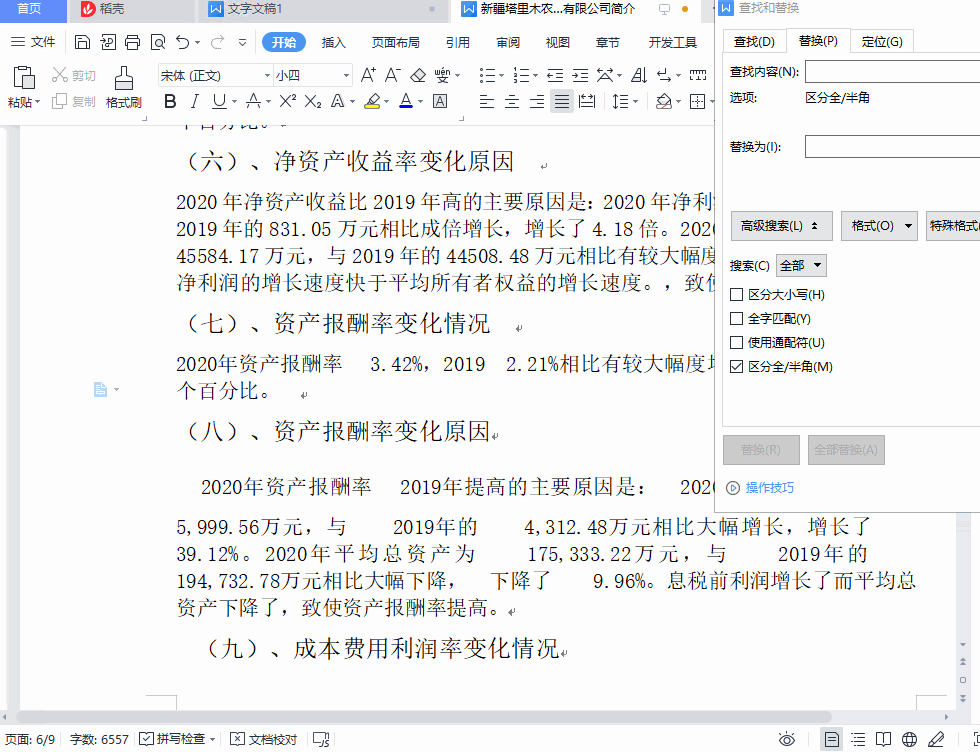 首页 稻壳 文字文稿1 新疆塔里木农...有限公司简介 查找和替换
文件 开始 插入 页面布局 引用 审阅 视图 章节 开发工具
查找(D) 替换(P) 定位(G)
剪切 宋体 (正文) 小四
粘贴 复制 格式刷
查找内容(N):
选项: 区分全/半角
替换为(I):
高级搜索(L) 格式(O) 特殊格式
搜索(C) 全部
区分大小写(H)
全字匹配(Y)
使用通配符(U)
区分全/半角(M)
替换(R) 全部替换(A)
操作技巧
个百分比。
（六）、净资产收益率变化原因
2020 年净资产收益比 2019 年高的主要原因是：2020 年净利
2019 年的 831.05 万元相比成倍增长，增长了 4.18 倍。202
45584.17 万元，与 2019 年的 44508.48 万元相比有较大幅度
净利润的增长速度快于平均所有者权益的增长速度。，致使
（七）、资产报酬率变化情况
2020年资产报酬率 3.42%，2019 2.21%相比有较大幅度
个百分比。
（八）、资产报酬率变化原因
2020年资产报酬率 2019年提高的主要原因是： 202
5,999.56万元，与 2019年的 4,312.48万元相比大幅增长，增长了
39.12%。2020年平均总资产为 175,333.22万元，与 2019年的
194,732.78万元相比大幅下降， 下降了 9.96%。息税前利润增长了而平均总
资产下降了，致使资产报酬率提高。
（九）、成本费用利润率变化情况
页面: 6/9 字数: 6557 拼写检查 文档校对